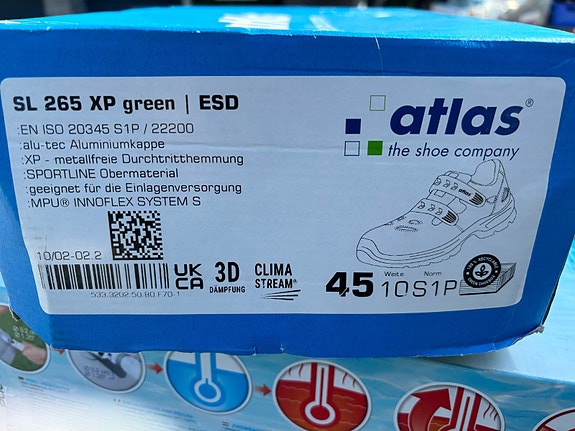 SL 265 XP green | ESD
:EN ISO 20345 S1P / 22200
:alu-tec Aluminiumkappe
:XP - metallfreie Durchtritthemmung
:SPORTLINE Obermaterial
:geeignet für die Einlagenversorgung
:MPU® INNOFLEX SYSTEM S
10/02-02.2
533.3202.50.80.F70-1
UK
CA
3D
DÄMPFUNG
CLIMA
STREAM®
atlas®
the shoe company
45
Weite
10
Norm
S1P